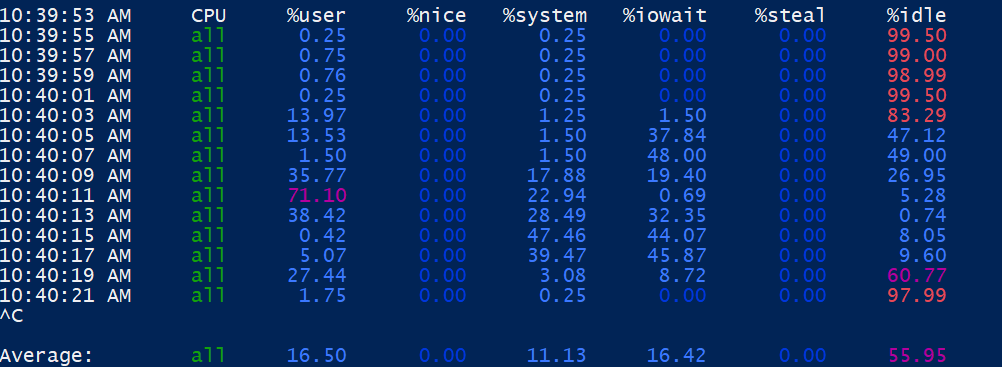 10:39:53 AM CPU %user %nice %system %iowait %steal %idle
10:39:55 AM all 0.25 0.00 0.25 0.00 0.00 99.50
10:39:57 AM all 0.75 0.00 0.25 0.00 0.00 99.00
10:39:59 AM all 0.76 0.00 0.25 0.00 0.00 98.99
10:40:01 AM all 0.25 0.00 0.25 0.00 0.00 99.50
10:40:03 AM all 13.97 0.00 1.25 1.50 0.00 83.29
10:40:05 AM all 13.53 0.00 1.50 37.84 0.00 47.12
10:40:07 AM all 1.50 0.00 1.50 48.00 0.00 49.00
10:40:09 AM all 35.77 0.00 17.88 19.40 0.00 26.95
10:40:11 AM all 71.10 0.00 22.94 0.69 0.00 5.28
10:40:13 AM all 38.42 0.00 28.49 32.35 0.00 0.74
10:40:15 AM all 0.42 0.00 47.46 44.07 0.00 8.05
10:40:17 AM all 5.07 0.00 39.47 45.87 0.00 9.60
10:40:19 AM all 27.44 0.00 3.08 8.72 0.00 60.77
10:40:21 AM all 1.75 0.00 0.25 0.00 0.00 97.99
^C
Average: all 16.50 0.00 11.13 16.42 0.00 55.95